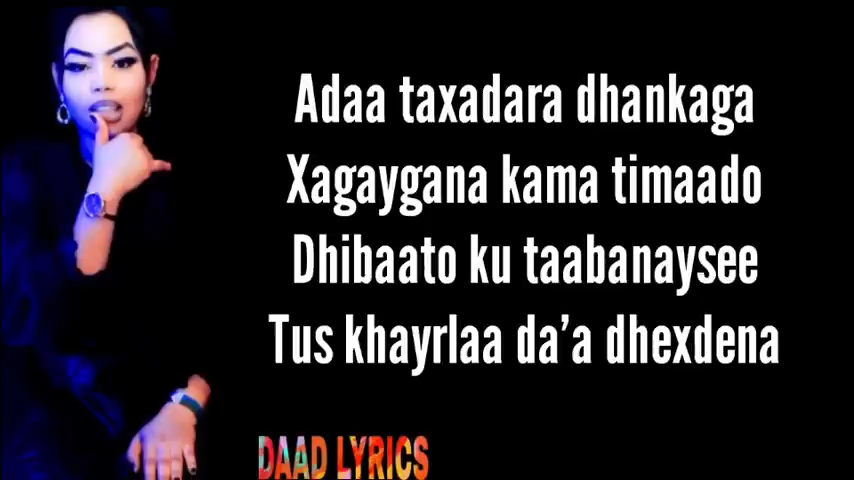 Adaa taxadara dhankaga
Xagaygana kama timaado
Dhibaato ku taabanaysee
Tus khayrlaa da’a dhexdena
DAAD LYRICS